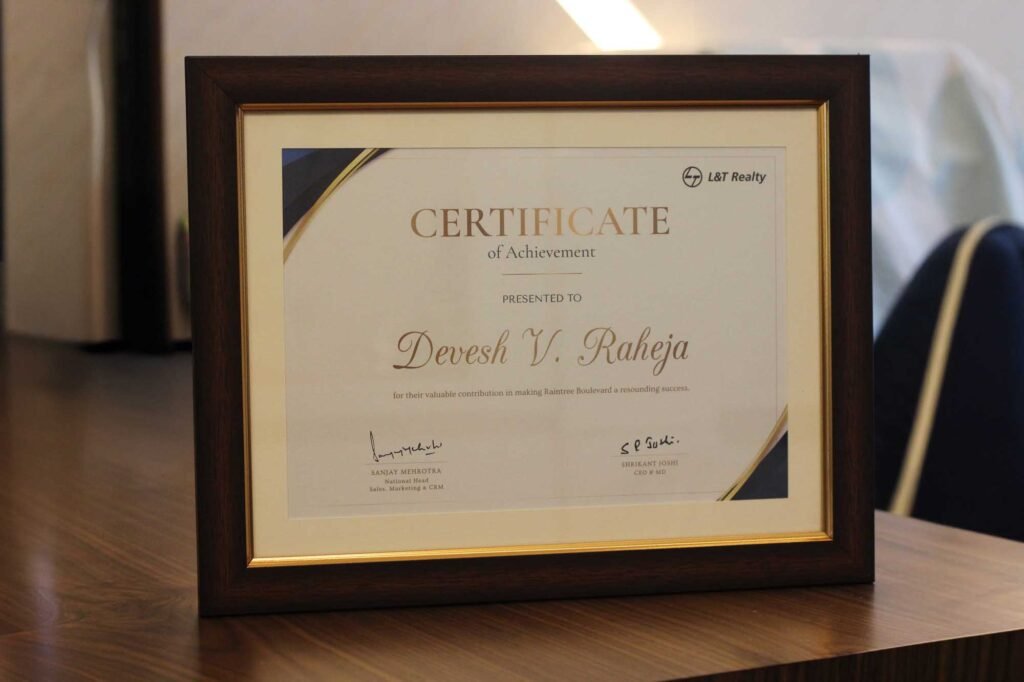 L&T Realty
CERTIFICATE
of Achievement
PRESENTED TO
Devesh V. Raheja
for their valuable contribution in making Raintree Boulevard a resounding success.
S P Joshi.
SANJAY MEHROTRA
National Head
Sales, Marketing & CRM
SHRIKANT JOSHI
CEO & MD